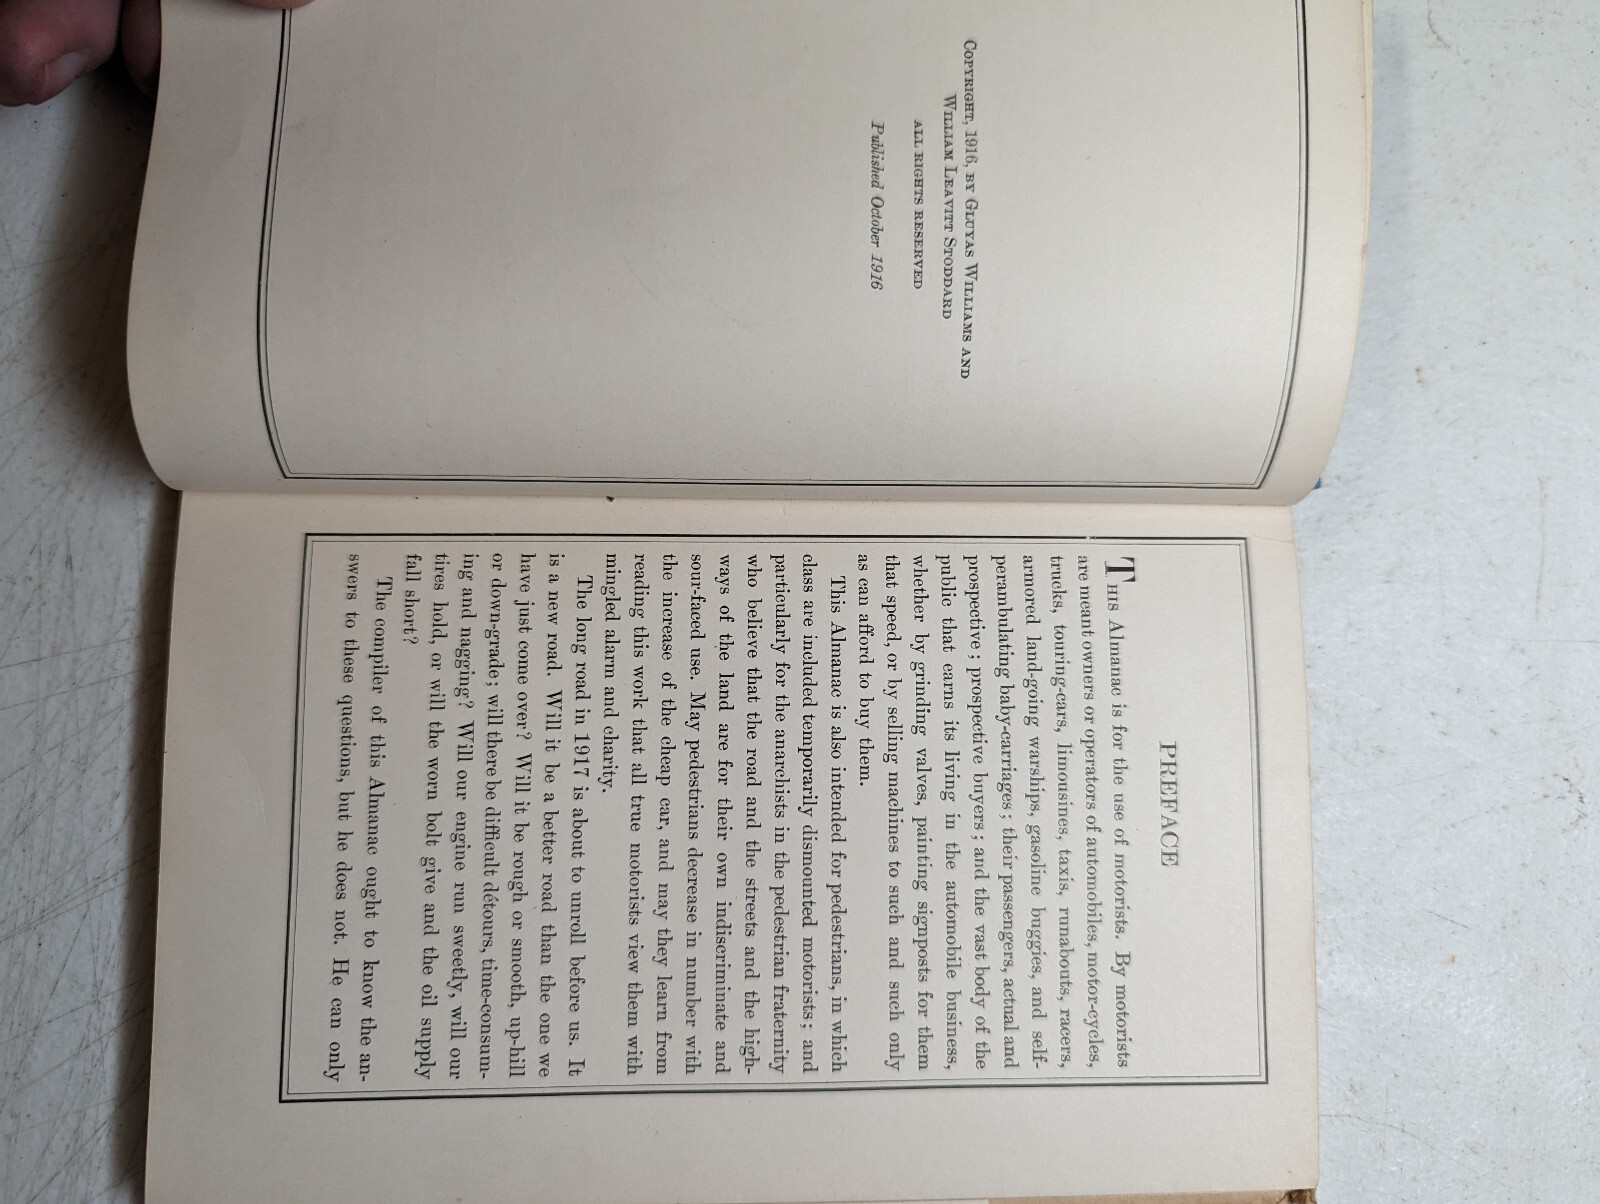 COPYRIGHT, 1916, BY GLUYAS WILLIAMS AND
WILLIAM LEAVITT STODDARD
ALL RIGHTS RESERVED
Published October 1916
PREFACE
THIS Almanac is for the use of motorists. By motorists
are meant owners or operators of automobiles, motor-cycles,
trucks, touring-cars, limousines, taxis, runabouts, racers,
armored land-going warships, gasoline buggies, and self-
perambulating baby-carriages; their passengers, actual and
prospective; prospective buyers; and the vast body of the
public that earns its living in the automobile business,
whether by grinding valves, painting signposts for them
that speed, or by selling machines to such and such only
as can afford to buy them.
This Almanac is also intended for pedestrians, in which
class are included temporarily dismounted motorists; and
particularly for the anarchists in the pedestrian fraternity
who believe that the road and the streets and the high-
ways of the land are for their own indiscriminate and
sour-faced use. May pedestrians decrease in number with
the increase of the cheap car, and may they learn from
reading this work that all true motorists view them with
mingled alarm and charity.
The long road in 1917 is about to unroll before us. It
is a new road. Will it be a better road than the one we
have just come over? Will it be rough or smooth, up-hill
or down-grade; will there be difficult détours, time-consum-
ing and nagging? Will our engine run sweetly, will our
tires hold, or will the worn bolt give and the oil supply
fall short?
The compiler of this Almanac ought to know the an-
swers to these questions, but he does not. He can only